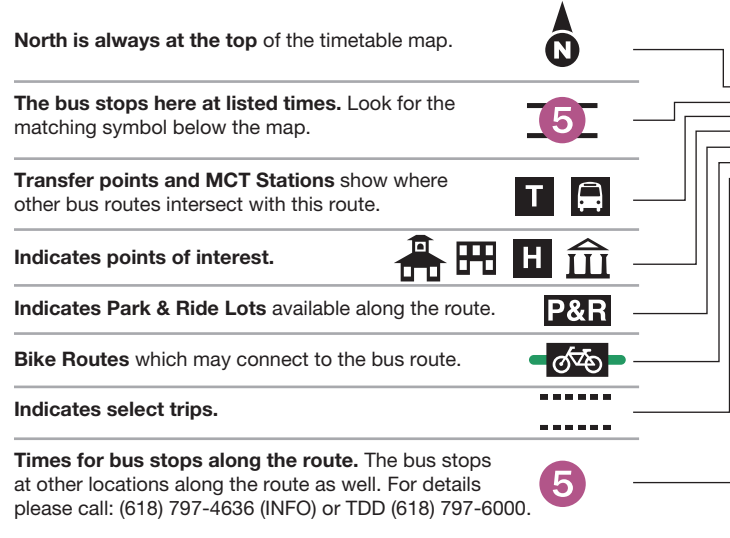 North is always at the top of the timetable map.
N
The bus stops here at listed times. Look for the
matching symbol below the map.
5
Transfer points and MCT Stations show where
other bus routes intersect with this route.
T
Indicates points of interest.
H
Indicates Park & Ride Lots available along the route.
P&R
Bike Routes which may connect to the bus route.
Indicates select trips.
Times for bus stops along the route. The bus stops
at other locations along the route as well. For details
please call: (618) 797-4636 (INFO) or TDD (618) 797-6000.
5